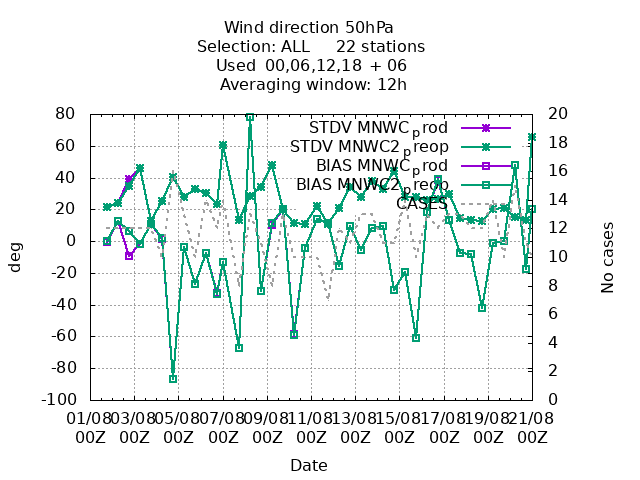 Wind direction 50hPa
Selection: ALL 22 stations
Used 00,06,12,18 + 06
Averaging window: 12h
80
60
40
20
0
-20
-40
-60
-80
-100
deg
20
18
16
14
12
10
8
6
4
2
0
No cases
STDV MNWCprod
STDV MNWC2preop
BIAS MNWCprod
BIAS MNWC2preop
CASES
01/08 03/08 05/08 07/08 09/08 11/08 13/08 15/08 17/08 19/08 21/08
00Z 00Z 00Z 00Z 00Z 00Z 00Z 00Z 00Z 00Z 00Z
Date